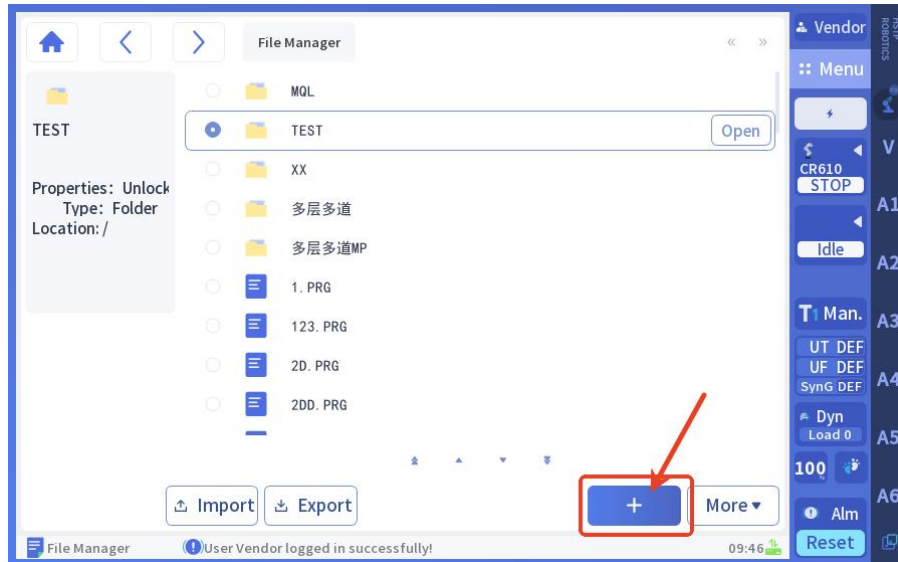 File Manager
« »
TEST
Properties: Unlock
Type: Folder
Location: /
MQL
TEST
Open
XX
多层多道
多层多道MP
1. PRG
123. PRG
2D. PRG
2DD. PRG
Import
Export
+
More
File Manager
User Vendor logged in successfully!
09:46
Vendor
Menu
CR610
STOP
Idle
T1 Man.
UT DEF
UF DEF
SynG DEF
Dyn
Load 0
100%
Alm
Reset
ROBOTICS
V
A1
A2
A3
A4
A5
A6